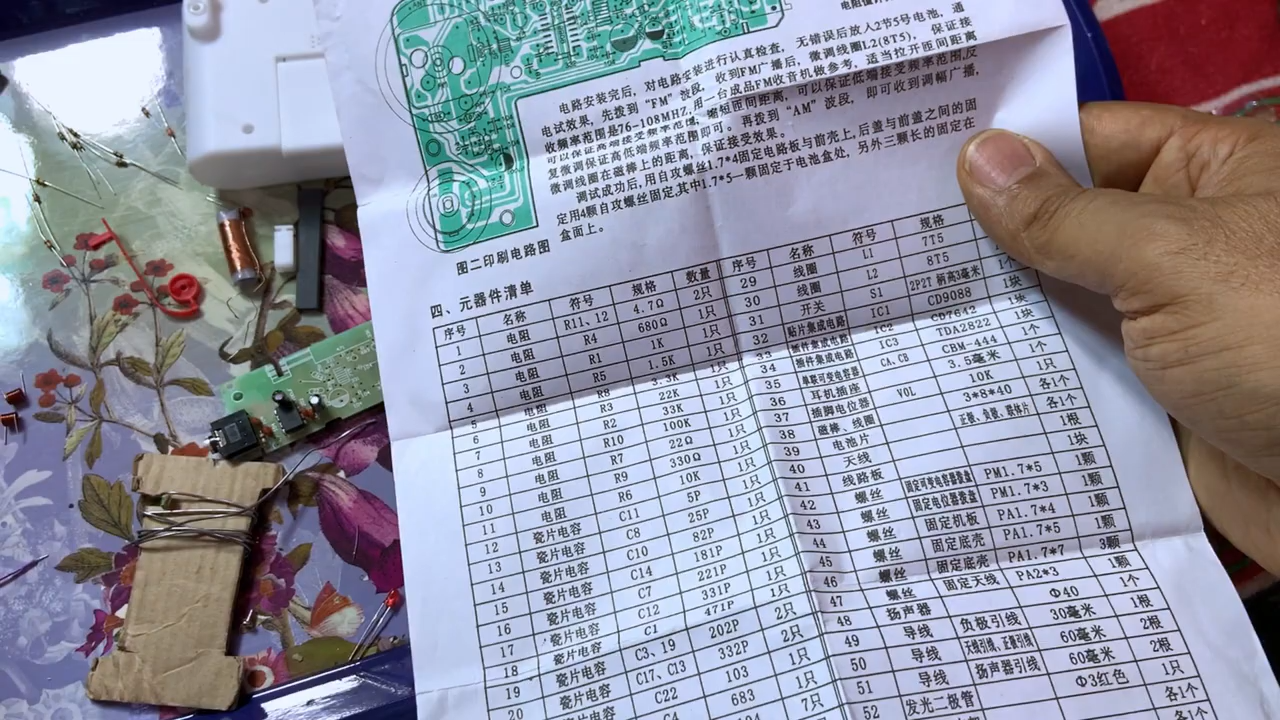 电路安装完后，对电路安装进行认真检查，无错误后放入2节5号电池，通
电试效果，先拨到“FM”波段，收到FM广播后，微调线圈L2(8T5)，保证接
收频率范围是76-108MHZ，用一台成品FM收音机做参考，适当拉开匝间距离
可以保证高端接受频率范围，缩短匝间距离，可以保证低端接受频率范围，反
复微调保证高低端频率范围即可。再拨到“AM”波段，即可收到调幅广播，
微调线圈在磁棒上的距离，保证接受效果。
调试成功后，用自攻螺丝1.7*4固定电路板与前壳上，后盖与前盖之间的固
定用4颗自攻螺丝固定，其中1.7*5一颗固定于电池盒处，另外三颗长的固定在
盒面上。
图二印刷电路图
四、元器件清单
序号 名称 符号 规格 数量
1 电阻 R11、12 4.7Ω 2只
2 电阻 R4 680Ω 1只
3 电阻 R1 1K 1只
4 电阻 R5 1.5K 1只
5 电阻 R8 3.3K 1只
6 电阻 R3 22K 1只
7 电阻 R2 33K 1只
8 电阻 R10 100K 1只
9 电阻 R7 22Ω 1只
10 电阻 R9 330Ω 1只
11 电阻 R6 10K 1只
12 瓷片电容 C11 5P 1只
13 瓷片电容 C8 25P 1只
14 瓷片电容 C10 82P 1只
15 瓷片电容 C14 181P 1只
16 瓷片电容 C7 221P 1只
17 瓷片电容 C12 331P 1只
18 瓷片电容 C1 471P 1只
19 瓷片电容 C3、19 202P 2只
20 瓷片电容 C17、C13 332P 2只
C22 103 1只
C4 683 1只
104 7只
序号 名称 符号 规格
29 线圈 L1 7T5
30 线圈 L2 8T5
31 开关 S1 2P2T 柄高3毫米 1个
32 贴片集成电路 IC1 CD9088 1块
33 插件集成电路 IC2 CD7642 1块
34 插件集成电路 IC3 TDA2822 1块
35 单联可变电容器 CA,CB CBM-444 1个
36 耳机插座 3.5毫米 1个
37 插脚电位器 VOL 10K 1只
38 磁棒、线圈 3*8*40 各1个
39 电池片 正极、负极、联体片 各1个
40 天线 1根
41 线路板 1块
42 螺丝 固定可变电容器拨盘 PM1.7*5 1颗
43 螺丝 固定电位器拨盘 PM1.7*3 1颗
44 螺丝 固定机板 PA1.7*4 1颗
45 螺丝 固定底壳 PA1.7*5 1颗
46 螺丝 固定底壳 PA1.7*7 3颗
47 螺丝 固定天线 PA2*3 1颗
48 扬声器 Φ40 1个
49 导线 负极引线 30毫米 1根
50 导线 天线引线、正极引线 60毫米 2根
51 导线 扬声器引线 60毫米 2根
52 发光二极管 Φ3红色 1只
各1个